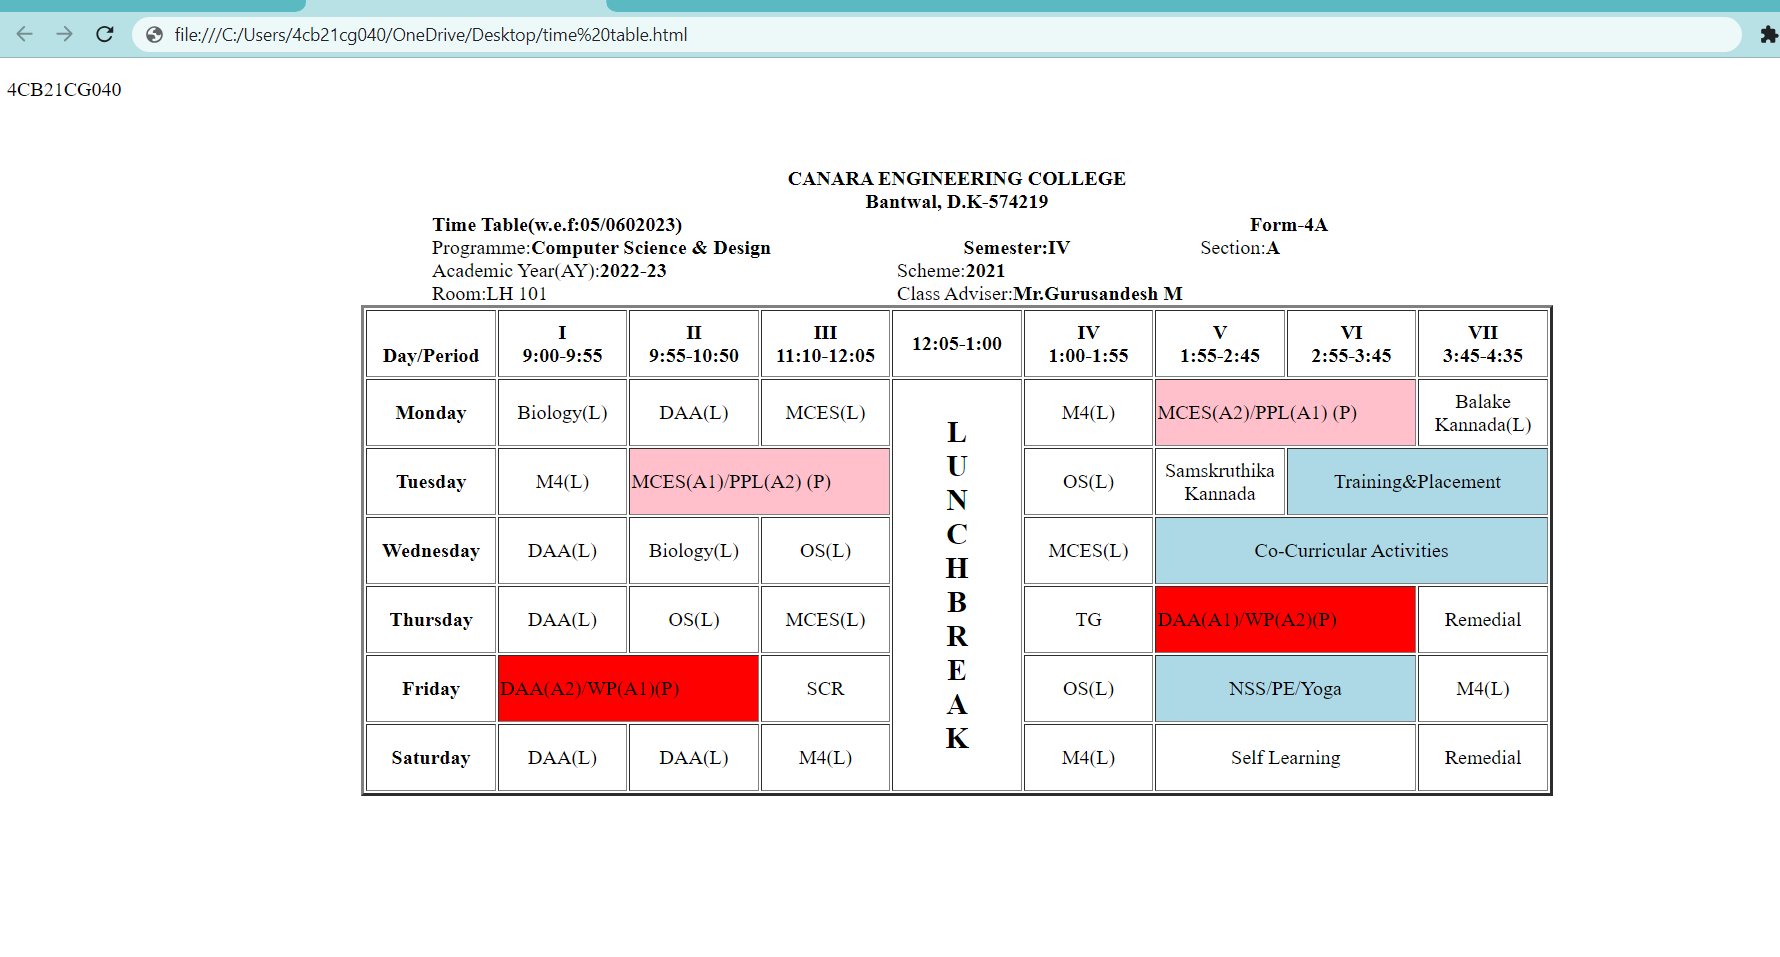 file:///C:/Users/4cb21cg040/OneDrive/Desktop/time%20table.html
4CB21CG040
CANARA ENGINEERING COLLEGE
Bantwal, D.K-574219
Time Table(w.e.f:05/0602023) Form-4A
Programme:Computer Science & Design Semester:IV Section:A
Academic Year(AY):2022-23 Scheme:2021
Room:LH 101 Class Adviser:Mr.Gurusandesh M
Day/Period I 9:00-9:55 II 9:55-10:50 III 11:10-12:05 12:05-1:00 IV 1:00-1:55 V 1:55-2:45 VI 2:55-3:45 VII 3:45-4:35
Monday Biology(L) DAA(L) MCES(L) M4(L) MCES(A2)/PPL(A1) (P) Balake Kannada(L)
L
U
N
C
H
B
R
E
A
K
Tuesday M4(L) MCES(A1)/PPL(A2) (P) OS(L) Samskruthika Kannada Training&Placement
Wednesday DAA(L) Biology(L) OS(L) MCES(L) Co-Curricular Activities
Thursday DAA(L) OS(L) MCES(L) TG DAA(A1)/WP(A2)(P) Remedial
Friday DAA(A2)/WP(A1)(P) SCR OS(L) NSS/PE/Yoga M4(L)
Saturday DAA(L) DAA(L) M4(L) M4(L) Self Learning Remedial